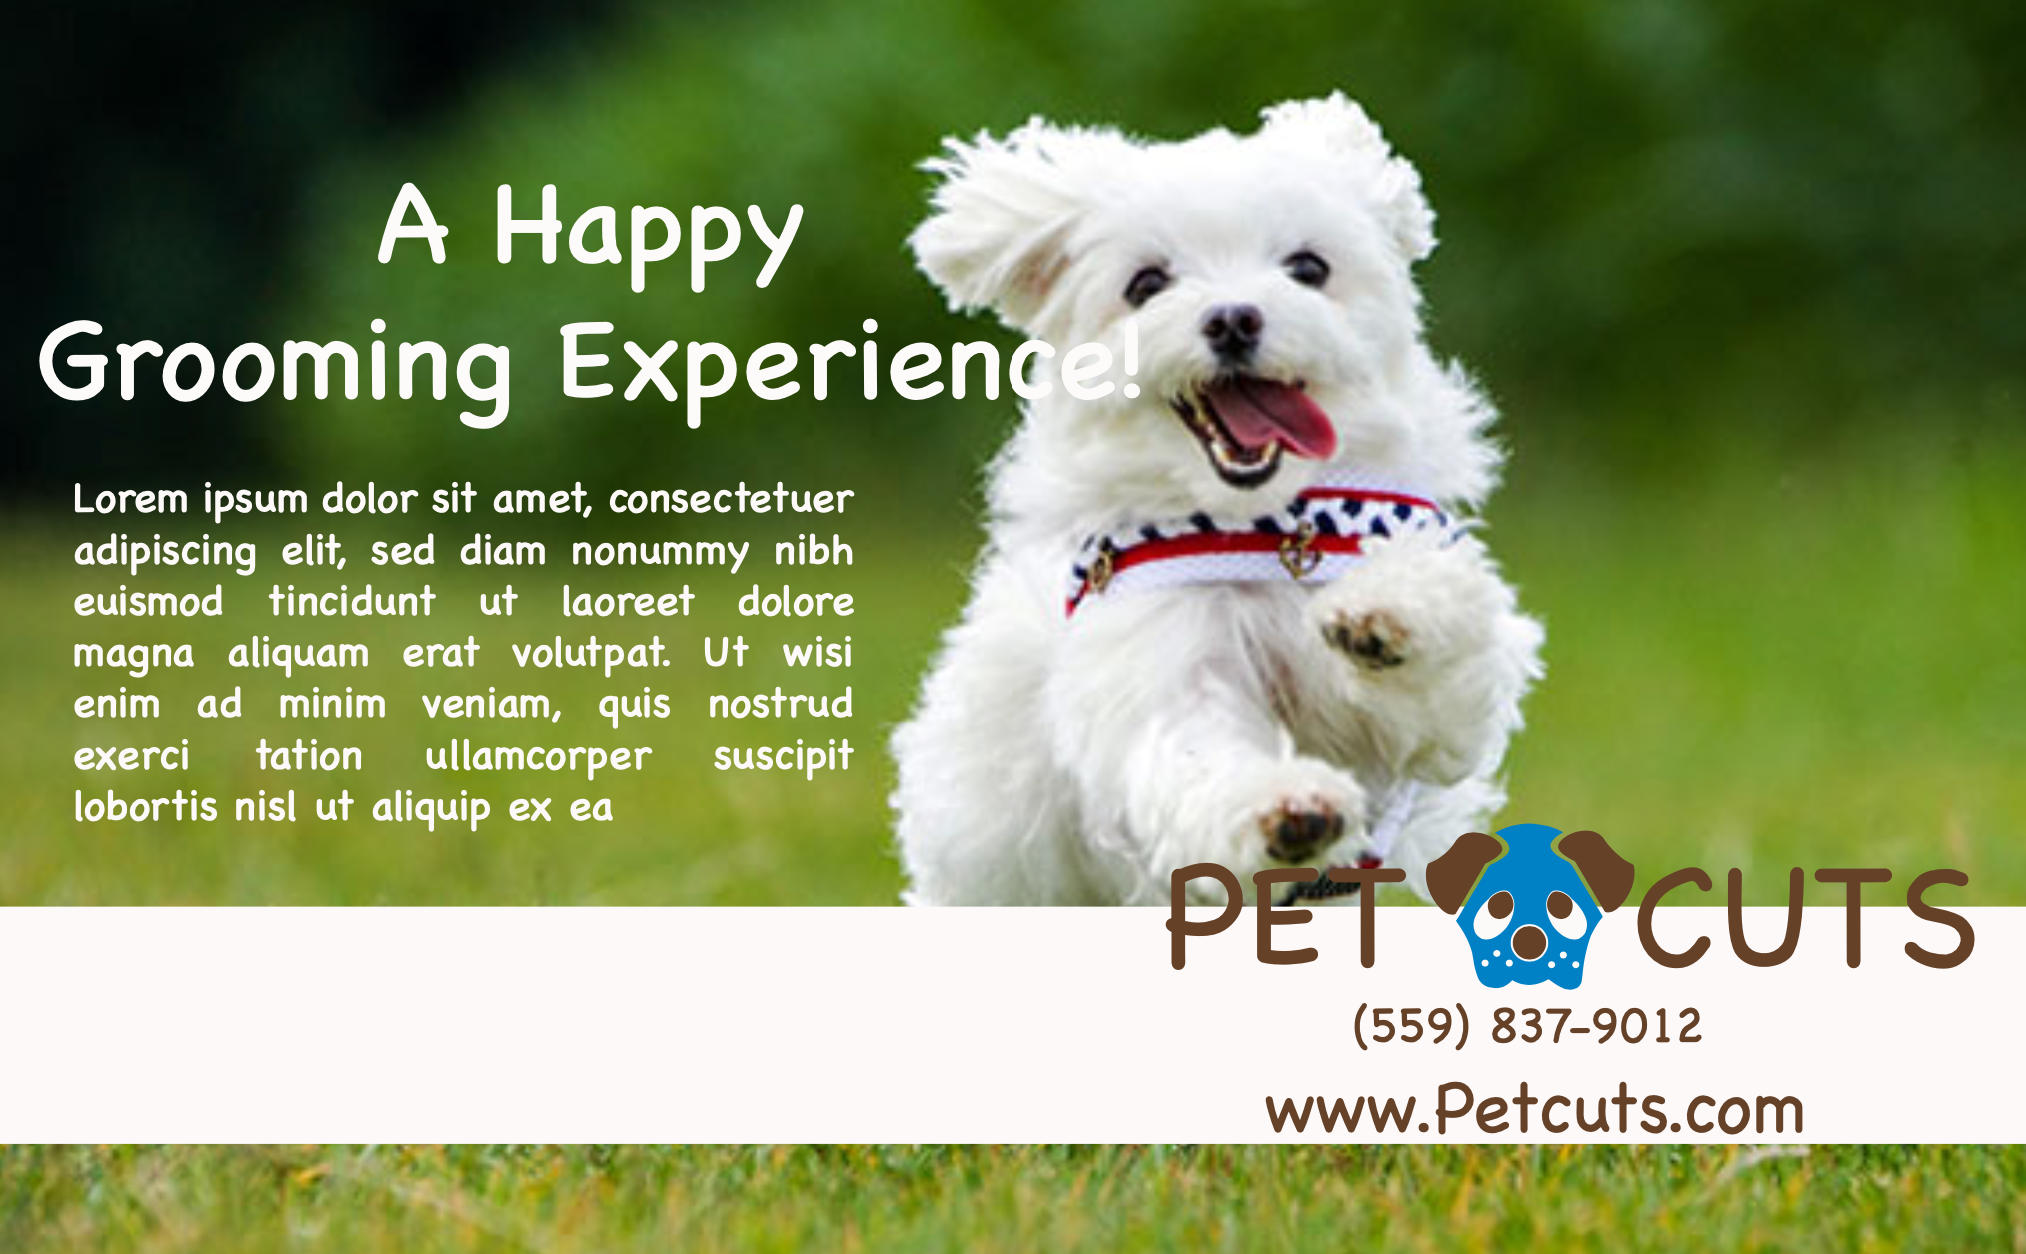 A Happy
Grooming Experience!
Lorem ipsum dolor sit amet, consectetuer
adipiscing elit, sed diam nonummy nibh
euismod tincidunt ut laoreet dolore
magna aliquam erat volutpat. Ut wisi
enim ad minim veniam, quis nostrud
exerci tation ullamcorper suscipit
lobortis nisl ut aliquip ex ea
PET CUTS
(559) 837-9012
www.Petcuts.com